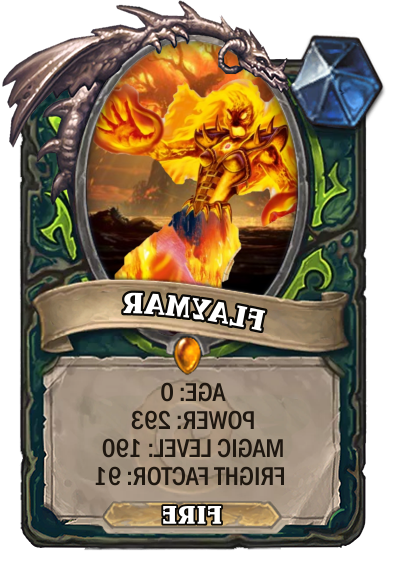 FLAYMAR
AGE: 0
POWER: 293
MAGIC LEVEL: 190
FRIGHT FACTOR: 91
FIRE